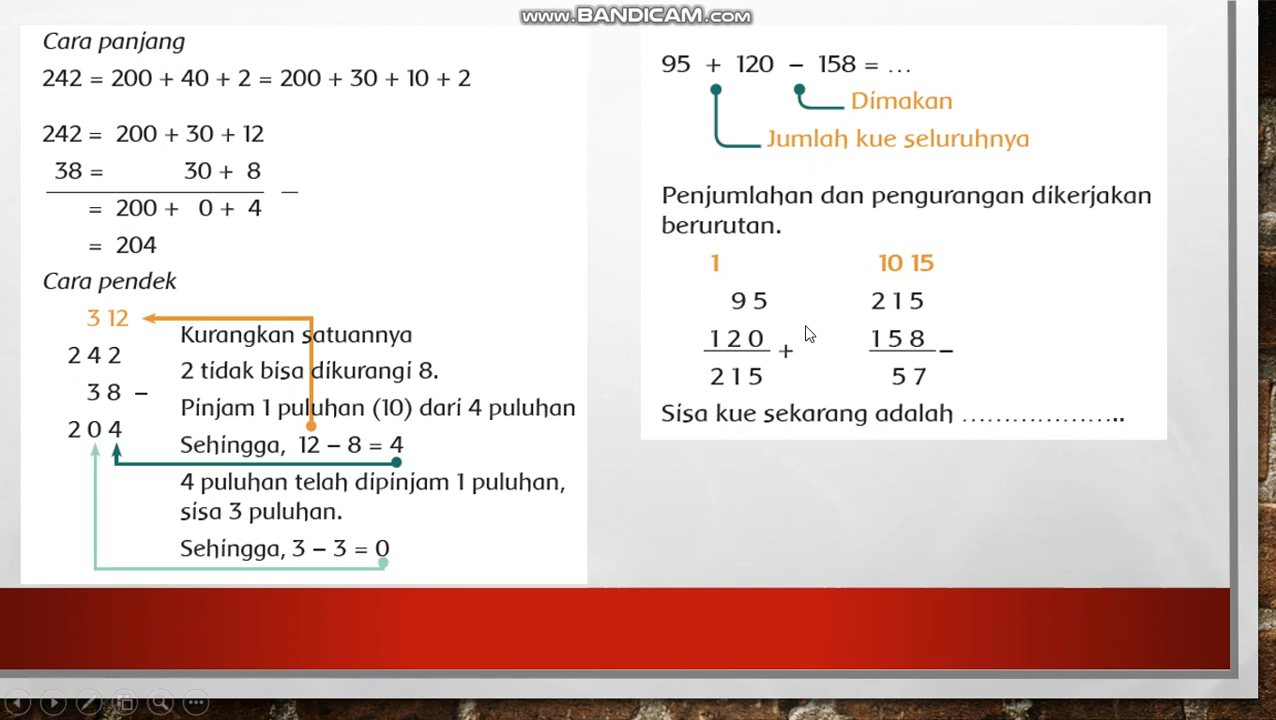 www.BANDICAM.com
Cara panjang
242 = 200 + 40 + 2 = 200 + 30 + 10 + 2
242 = 200 + 30 + 12
38 = 30 + 8
–
= 200 + 0 + 4
= 204
Cara pendek
3 12
2 4 2
3 8 –
2 0 4
Kurangkan satuannya
2 tidak bisa dikurangi 8.
Pinjam 1 puluhan (10) dari 4 puluhan
Sehingga, 12 – 8 = 4
4 puluhan telah dipinjam 1 puluhan,
sisa 3 puluhan.
Sehingga, 3 – 3 = 0
95 + 120 – 158 = ...
Dimakan
Jumlah kue seluruhnya
Penjumlahan dan pengurangan dikerjakan
berurutan.
1
9 5
1 2 0 +
2 1 5
10 15
2 1 5
1 5 8 –
5 7
Sisa kue sekarang adalah ......................